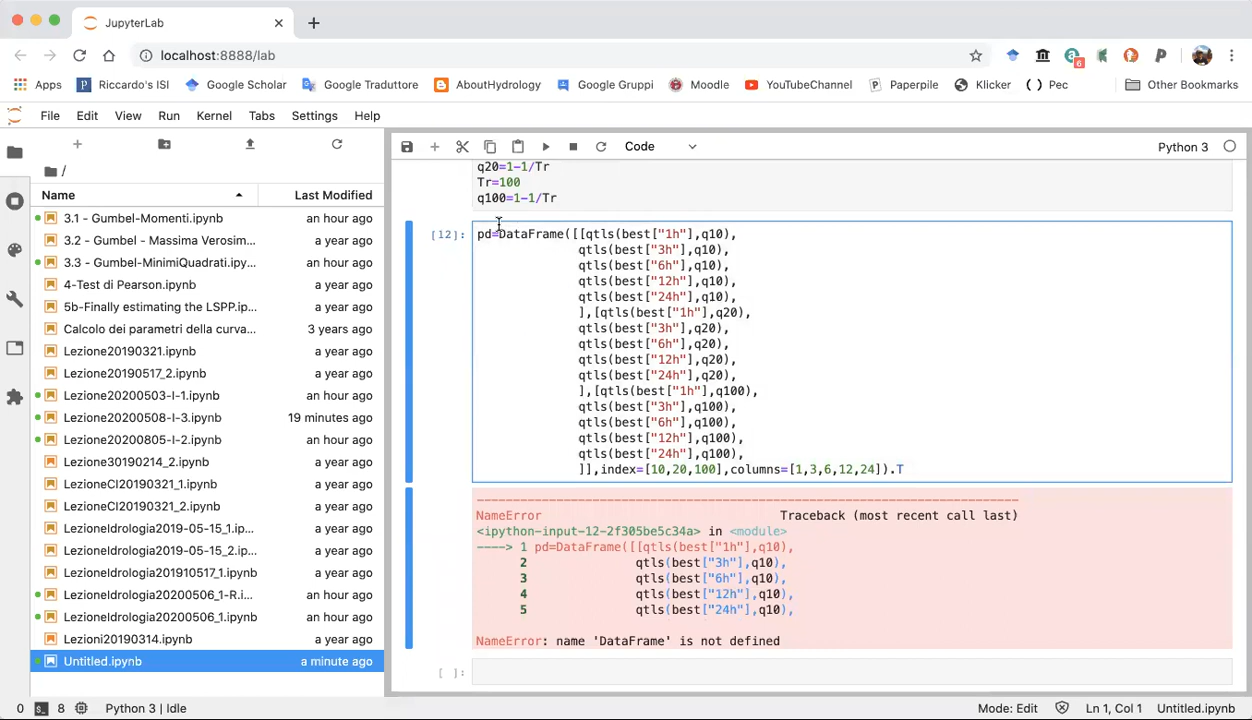 JupyterLab
localhost:8888/lab
6
Apps Riccardo's ISI Google Scholar Google Traduttore AboutHydrology Google Gruppi Moodle YouTubeChannel Paperpile Klicker Pec Other Bookmarks
File Edit View Run Kernel Tabs Settings Help
Code Python 3
/
Name Last Modified
3.1 - Gumbel-Momenti.ipynb an hour ago
3.2 - Gumbel - Massima Verosim... a year ago
3.3 - Gumbel-MinimiQuadrati.ipy... an hour ago
4-Test di Pearson.ipynb a year ago
5b-Finally estimating the LSPP.ip... a year ago
Calcolo dei parametri della curva... 3 years ago
Lezione20190321.ipynb a year ago
Lezione20190517_2.ipynb a year ago
Lezione20200503-I-1.ipynb an hour ago
Lezione20200508-I-3.ipynb 19 minutes ago
Lezione20200805-I-2.ipynb an hour ago
Lezione30190214_2.ipynb a year ago
LezioneCI20190321_1.ipynb a year ago
LezioneCI20190321_2.ipynb a year ago
LezioneIdrologia2019-05-15_1.ip... a year ago
LezioneIdrologia2019-05-15_2.ip... a year ago
LezioneIdrologia201910517_1.ipynb a year ago
LezioneIdrologia20200506_1-R.i... an hour ago
LezioneIdrologia20200506_1.ipynb an hour ago
Lezioni20190314.ipynb a year ago
Untitled.ipynb a minute ago
q20=1-1/Tr
Tr=100
q100=1-1/Tr
[12]: pd=DataFrame([[qtls(best["1h"],q10),
qtls(best["3h"],q10),
qtls(best["6h"],q10),
qtls(best["12h"],q10),
qtls(best["24h"],q10),
],[qtls(best["1h"],q20),
qtls(best["3h"],q20),
qtls(best["6h"],q20),
qtls(best["12h"],q20),
qtls(best["24h"],q20),
],[qtls(best["1h"],q100),
qtls(best["3h"],q100),
qtls(best["6h"],q100),
qtls(best["12h"],q100),
qtls(best["24h"],q100),
]],index=[10,20,100],columns=[1,3,6,12,24]).T
---------------------------------------------------------------------------
NameError Traceback (most recent call last)
<ipython-input-12-2f305be5c34a> in <module>
----> 1 pd=DataFrame([[qtls(best["1h"],q10),
2 qtls(best["3h"],q10),
3 qtls(best["6h"],q10),
4 qtls(best["12h"],q10),
5 qtls(best["24h"],q10),
NameError: name 'DataFrame' is not defined
[ ]:
0 8 Python 3 | Idle Mode: Edit Ln 1, Col 1 Untitled.ipynb